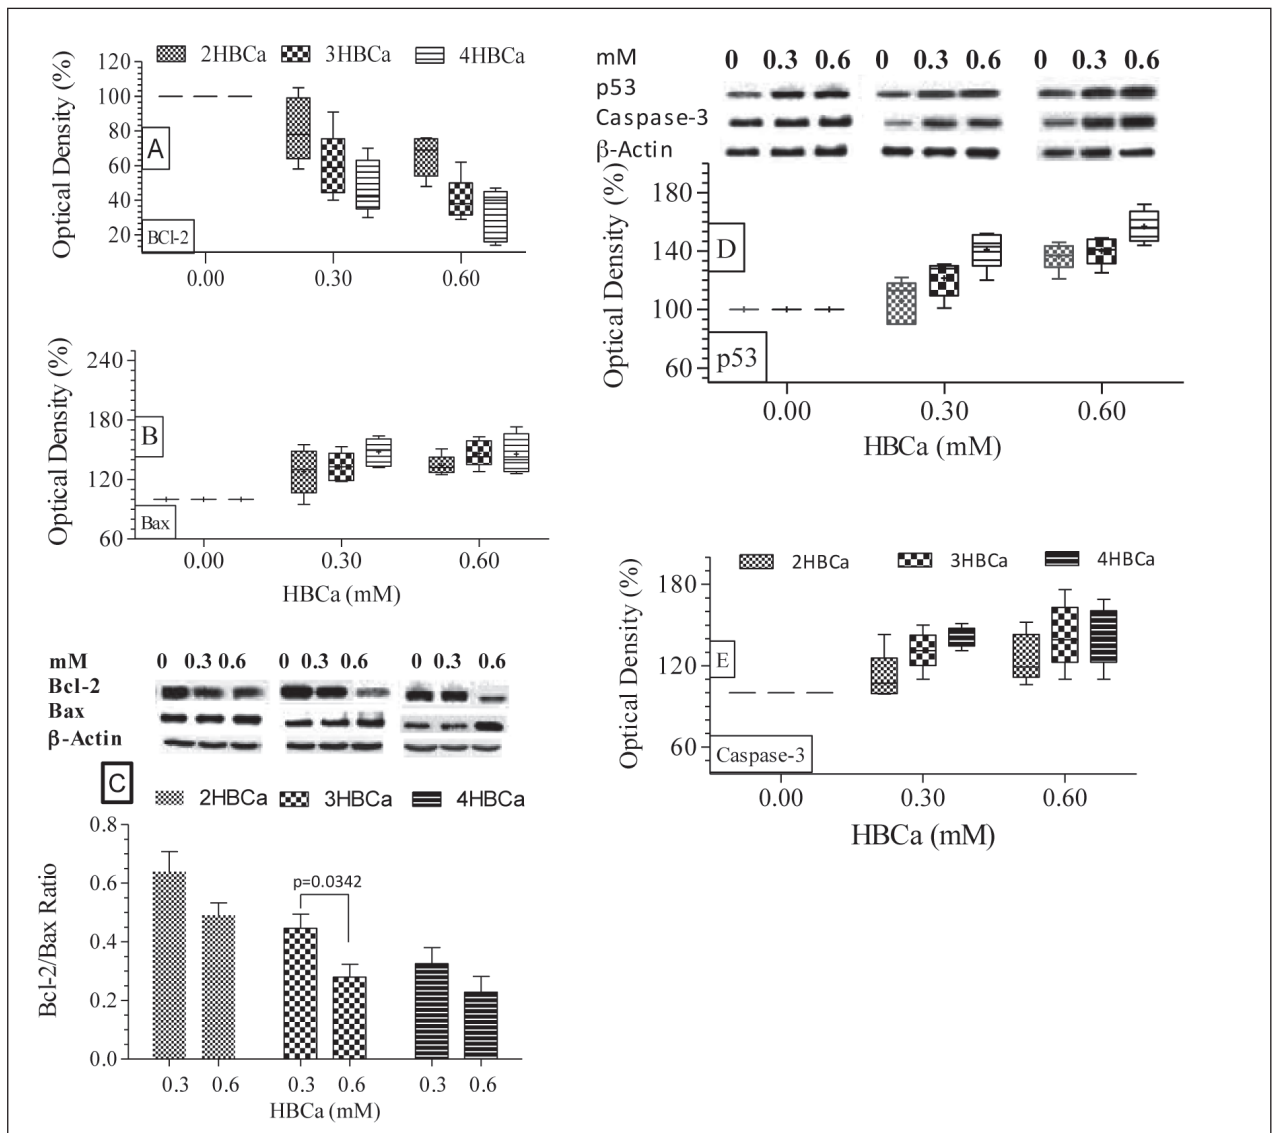 2HBCa 3HBCa 4HBCa
Optical Density (%)
120
100
80
60
40
20
A
BCl-2
0.00 0.30 0.60
Optical Density (%)
240
180
120
60
B
Bax
0.00 0.30 0.60
HBCa (mM)
mM 0 0.3 0.6 0 0.3 0.6 0 0.3 0.6
Bcl-2
Bax
β-Actin
C
2HBCa 3HBCa 4HBCa
Bcl-2/Bax Ratio
0.8
0.6
0.4
0.2
0.0
p=0.0342
0.3 0.6 0.3 0.6 0.3 0.6
HBCa (mM)
mM 0 0.3 0.6 0 0.3 0.6 0 0.3 0.6
p53
Caspase-3
β-Actin
Optical Density (%)
180
140
100
60
D
p53
0.00 0.30 0.60
HBCa (mM)
2HBCa 3HBCa 4HBCa
Optical Density (%)
180
120
60
E
Caspase-3
0.00 0.30 0.60
HBCa (mM)